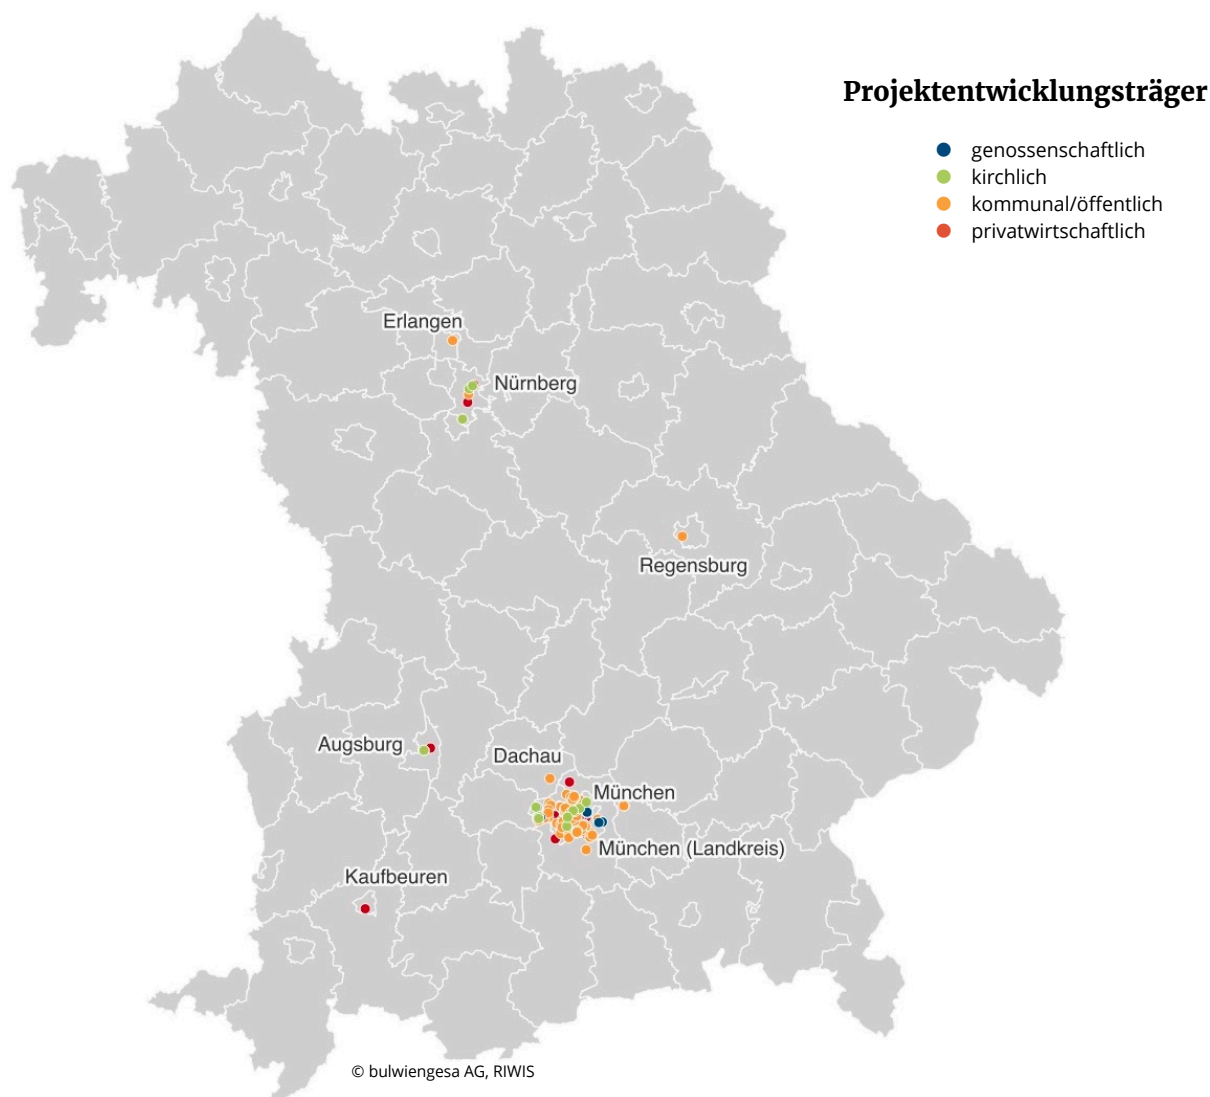 Projektentwicklungsträger
genossenschaftlich
kirchlich
kommunal/öffentlich
privatwirtschaftlich
Erlangen
Nürnberg
Regensburg
Augsburg
Dachau
München
München (Landkreis)
Kaufbeuren
© bulwiengesa AG, RIWIS